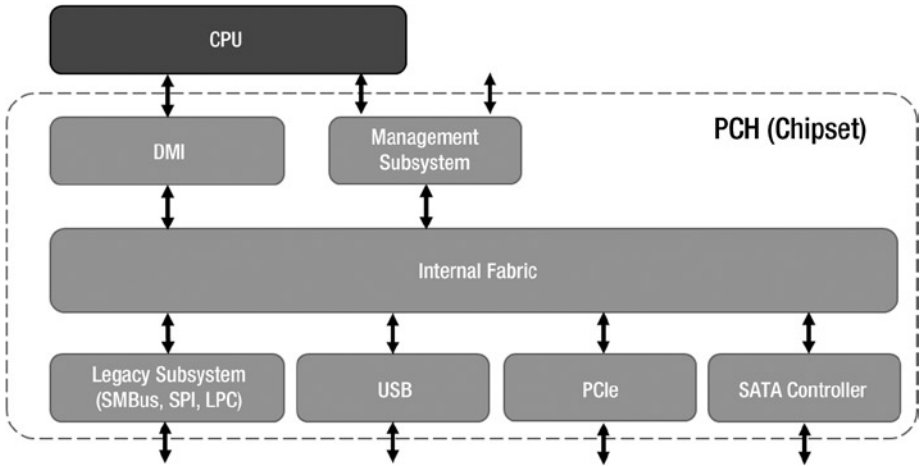 CPU
DMI
Management
Subsystem
PCH (Chipset)
Internal Fabric
Legacy Subsystem
(SMBus, SPI, LPC)
USB
PCIe
SATA Controller